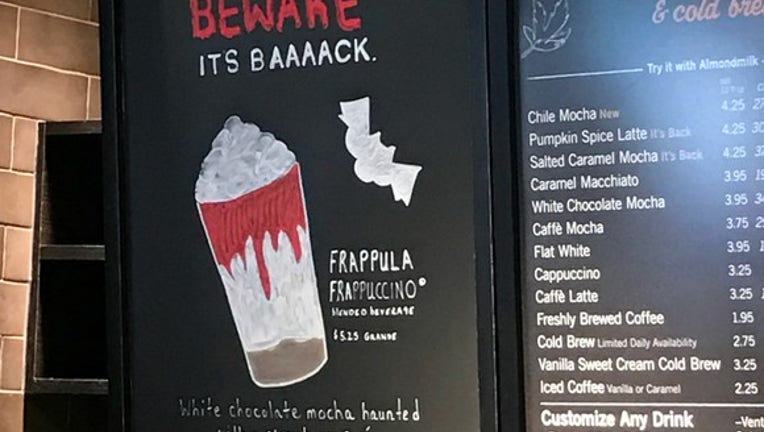 BEWARE
ITS BAAAACK.
FRAPPULA
FRAPPUCCINO®
BLENDED BEVERAGE
$5.25 GRANDE
White chocolate mocha haunted
& cold bre
Try it with Almondmilk -
Chile Mocha New 4.25
Pumpkin Spice Latte It's Back 4.25
Salted Caramel Mocha It's Back 4.25
Caramel Macchiato 3.95
White Chocolate Mocha 3.95
Caffè Mocha 3.75
Flat White 3.95
Cappuccino 3.25
Caffè Latte 3.25
Freshly Brewed Coffee 1.95
Cold Brew Limited Daily Availability 2.75
Vanilla Sweet Cream Cold Brew 3.25
Iced Coffee Vanilla or Caramel 2.25
Customize Any Drink -Vent